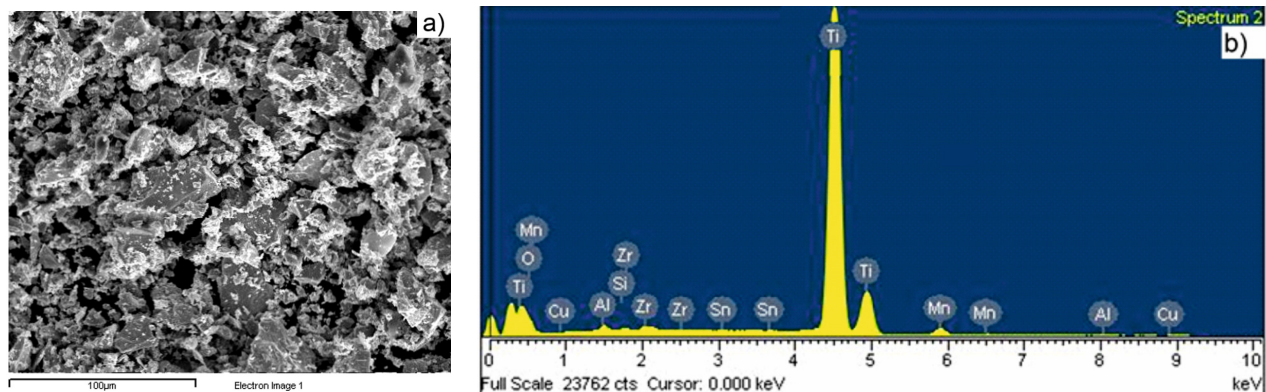 a)
100µm
Electron Image 1
Spectrum 2
b)
Ti
Mn
O
Ti
Cu
Al
Zr
Si
Zr
Zr
Sn
Sn
Ti
Mn
Mn
Al
Cu
0 1 2 3 4 5 6 7 8 9 10
Full Scale 23762 cts Cursor: 0.000 keV
keV